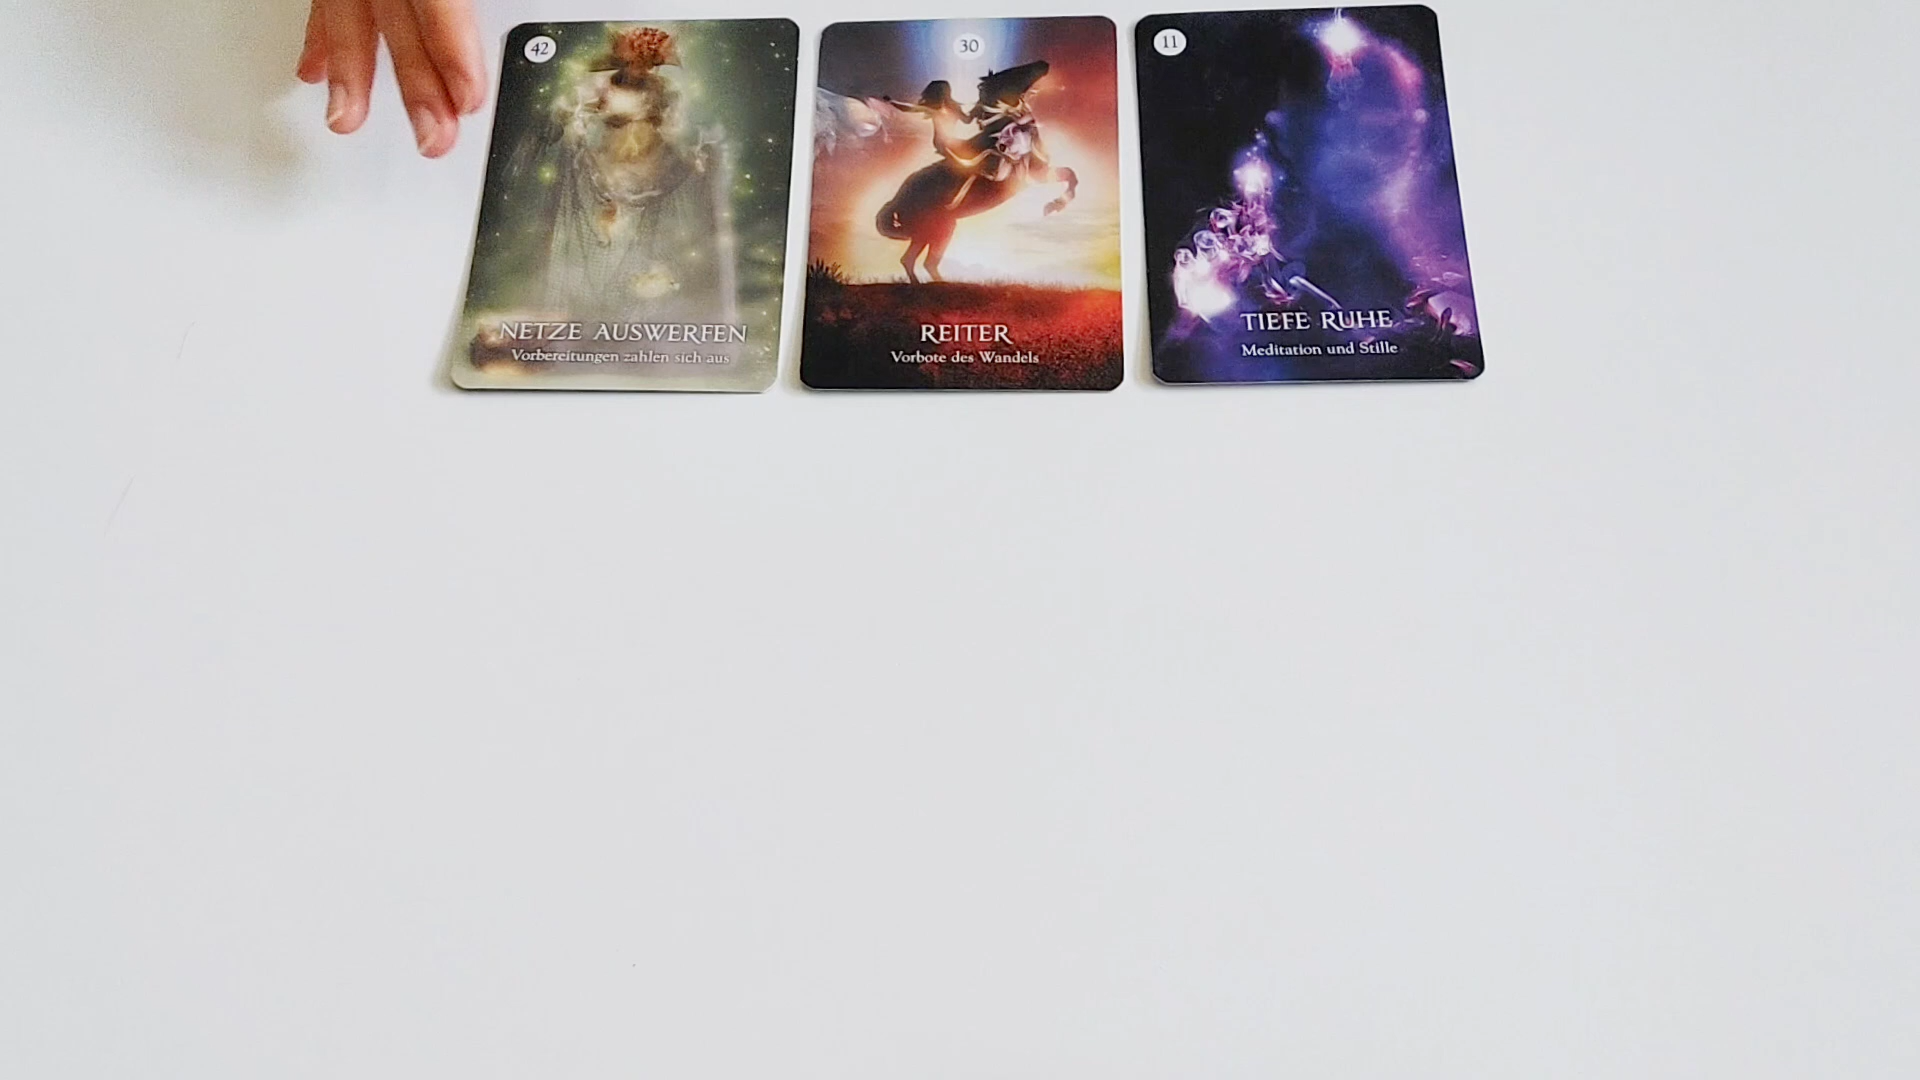 42
NETZE AUSWERFEN
Vorbereitungen zahlen sich aus
30
REITER
Vorbote des Wandels
11
TIEFE RUHE
Meditation und Stille